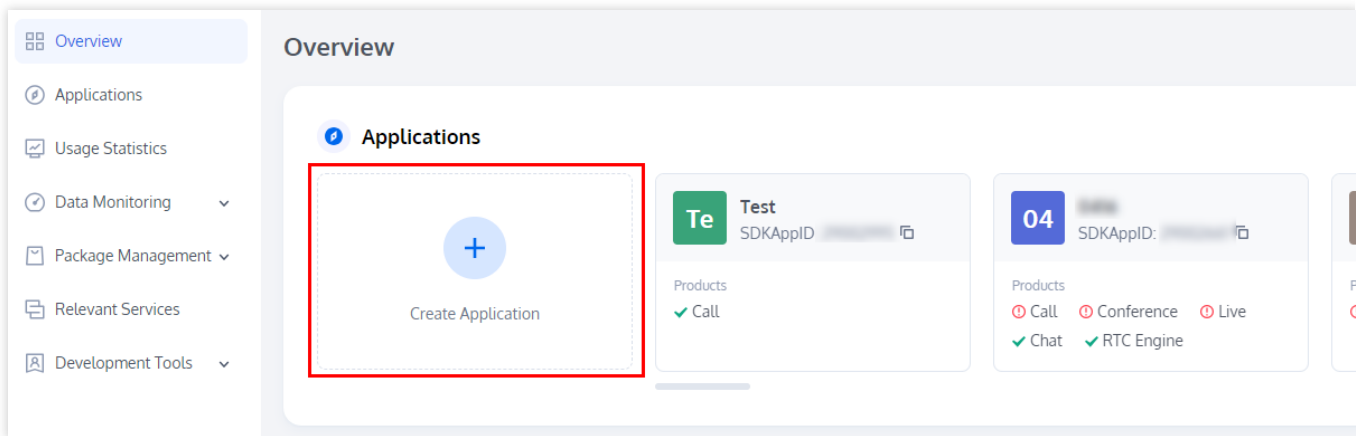 Overview
Applications
Usage Statistics
Data Monitoring
Package Management
Relevant Services
Development Tools
Overview
Applications
Create Application
Te
Test
SDKAppID
Products
Call
04
SDKAppID:
Products
Call Conference Live
Chat RTC Engine